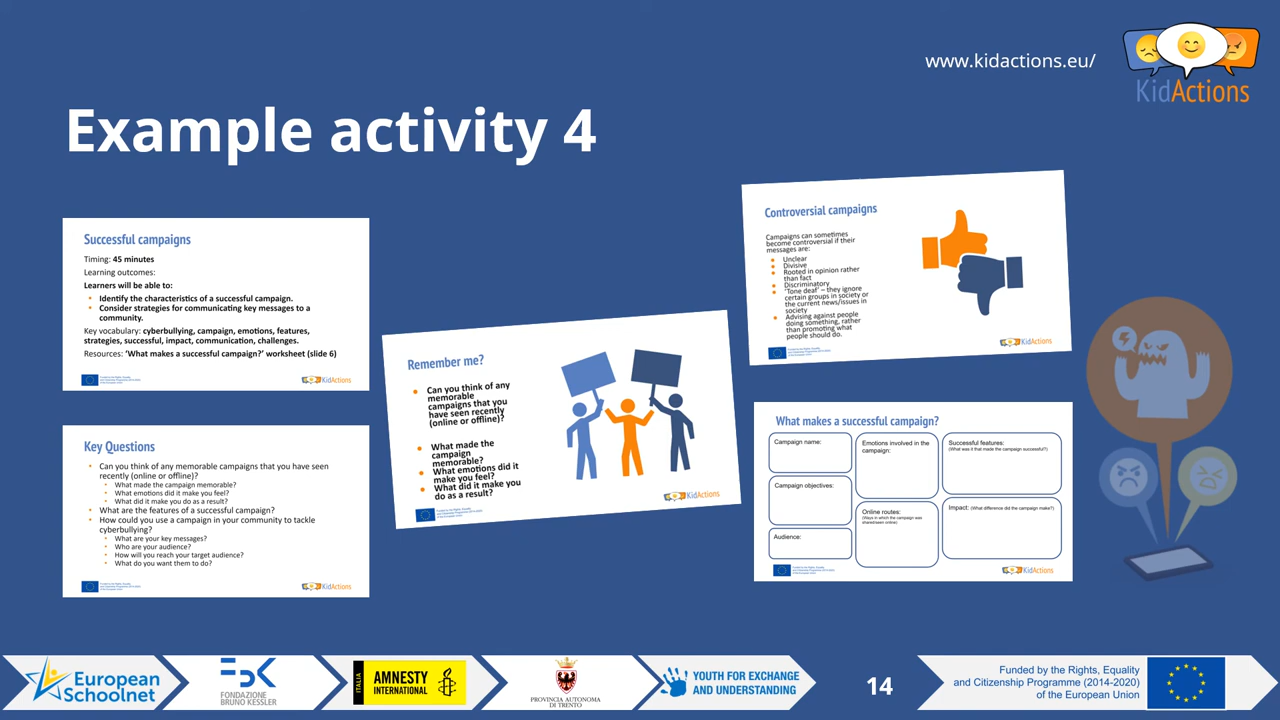 www.kidactions.eu/
KidActions
Example activity 4
Successful campaigns
Timing: 45 minutes
Learning outcomes:
Learners will be able to:
• Identify the characteristics of a successful campaign.
• Consider strategies for communicating key messages to a
community.
Key vocabulary: cyberbullying, campaign, emotions, features,
strategies, successful, impact, communication, challenges.
Resources: ‘What makes a successful campaign?’ worksheet (slide 6)
KidActions
Key Questions
• Can you think of any memorable campaigns that you have seen
recently (online or offline)?
• What made the campaign memorable?
• What emotions did it make you feel?
• What did it make you do as a result?
• What are the features of a successful campaign?
• How could you use a campaign in your community to tackle
cyberbullying?
• What are your key messages?
• Who are your audience?
• How will you reach your target audience?
• What do you want them to do?
KidActions
Remember me?
• Can you think of any
memorable
campaigns that you
have seen recently
(online or offline)?
• What made the
campaign
memorable?
• What emotions did it
make you feel?
• What did it make you
do as a result?
KidActions
Controversial campaigns
Campaigns can sometimes
become controversial if their
messages are:
• Unclear
• Divisive
• Rooted in opinion rather
than fact
• Discriminatory
• ‘Tone deaf’ – they ignore
certain groups in society or
the current news/issues in
society
• Advising against people
doing something, rather
than promoting what
people should do.
KidActions
What makes a successful campaign?
Campaign name:
Campaign objectives:
Audience:
Emotions involved in the
campaign:
Online routes:
(Ways in which the campaign was
shared/seen online)
Successful features:
(What was it that made the campaign successful?)
Impact: (What difference did the campaign make?)
KidActions
European
Schoolnet
FBK
FONDAZIONE
BRUNO KESSLER
ITALIA
AMNESTY
INTERNATIONAL
PROVINCIA AUTONOMA
DI TRENTO
YOUTH FOR EXCHANGE
AND UNDERSTANDING
14
Funded by the Rights, Equality
and Citizenship Programme (2014-2020)
of the European Union